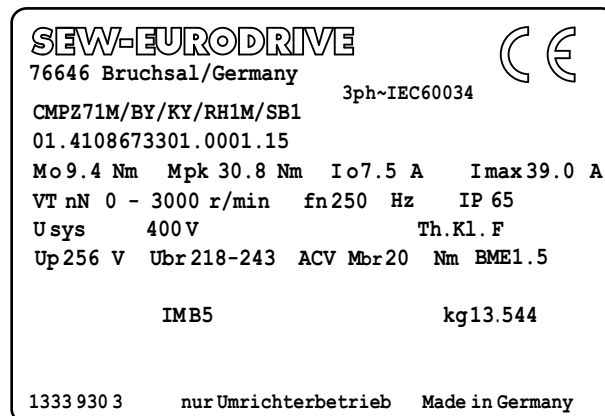 SEW-EURODRIVE CE
76646 Bruchsal/Germany
3ph~IEC60034
CMPZ71M/BY/KY/RH1M/SB1
01.4108673301.0001.15
Mo 9.4 Nm Mpk 30.8 Nm Io 7.5 A Imax 39.0 A
VT nN 0 - 3000 r/min fn 250 Hz IP 65
Usys 400 V Th.Kl. F
Up 256 V Ubr 218-243 ACV Mbr 20 Nm BME1.5
IM B5 kg 13.544
1333 930 3 nur Umrichterbetrieb Made in Germany